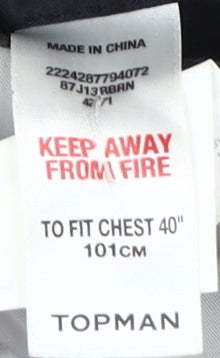 MADE IN CHINA
2224287794072
87J13RBRN
KEEP AWAY
FROM FIRE
TO FIT CHEST 40"
101CM
TOPMAN